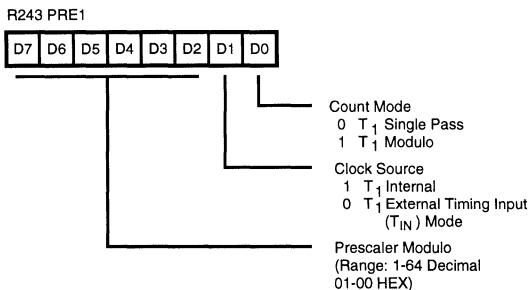 R243 PRE1
D7 D6 D5 D4 D3 D2 D1 D0
Count Mode
0 T1 Single Pass
1 T1 Modulo
Clock Source
1 T1 Internal
0 T1 External Timing Input
(TIN) Mode
Prescaler Modulo
(Range: 1-64 Decimal
01-00 HEX)